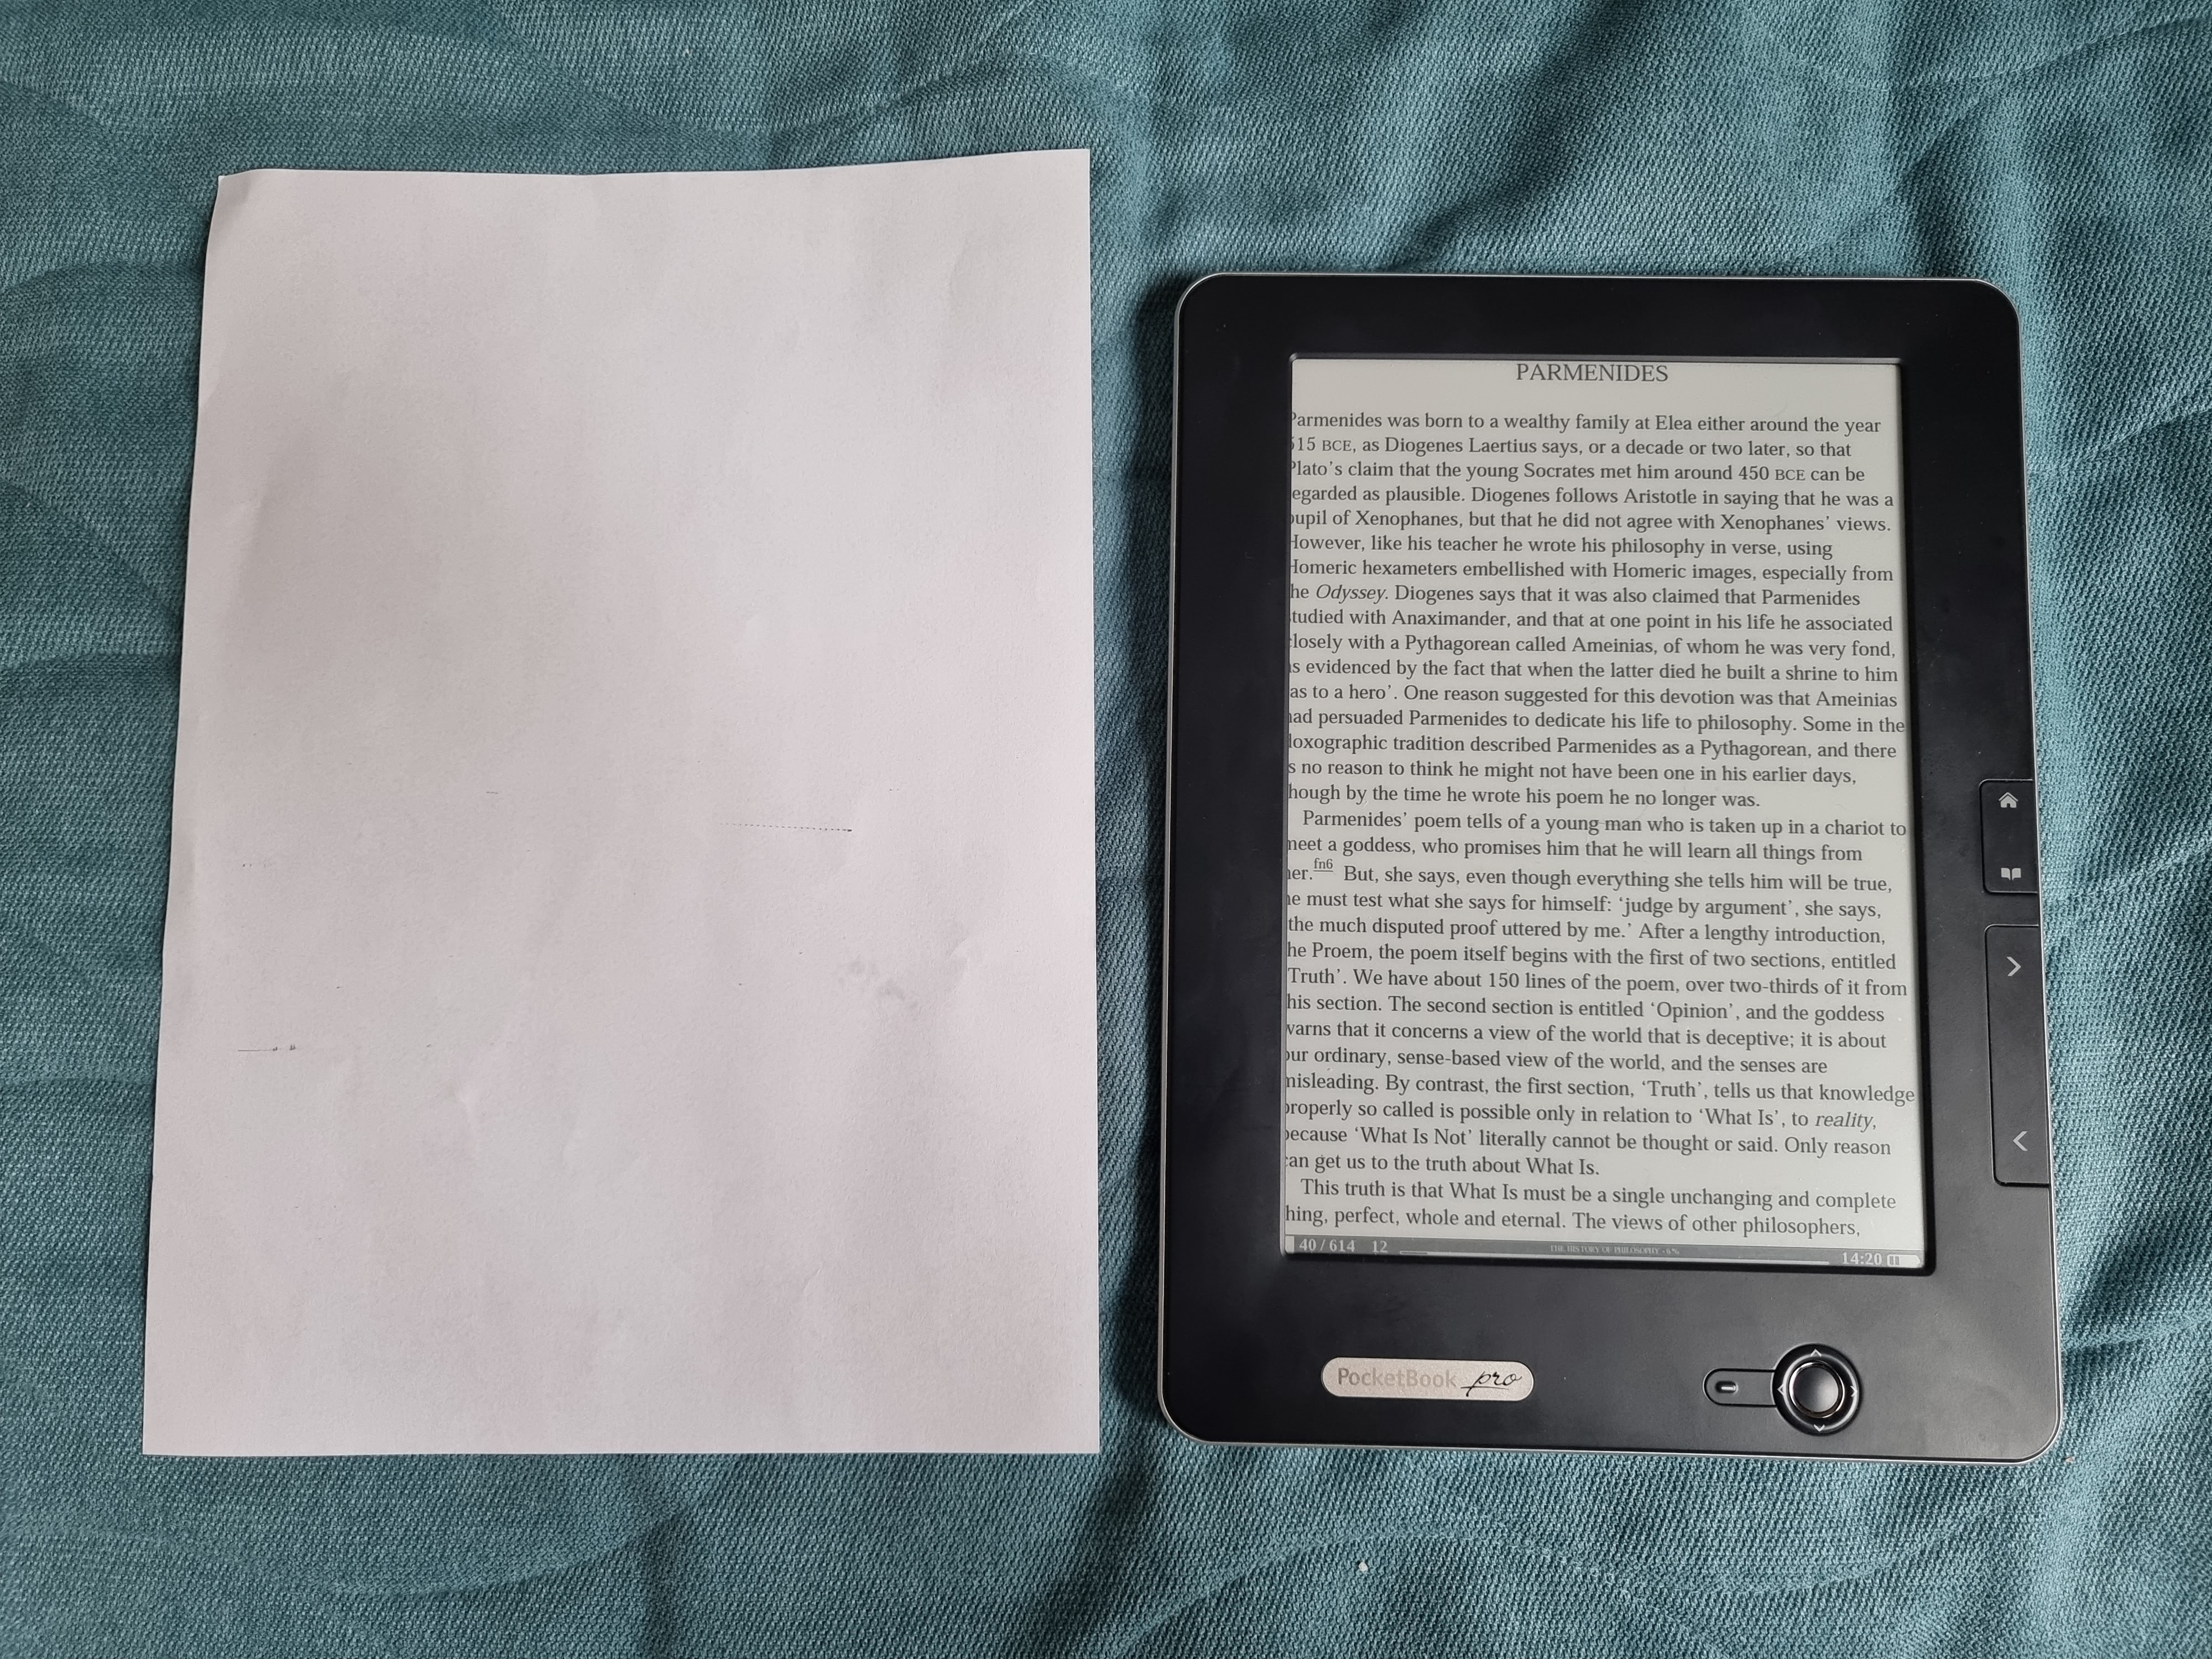 PARMENIDES
Parmenides was born to a wealthy family at Elea either around the year
515 BCE, as Diogenes Laertius says, or a decade or two later, so that
Plato’s claim that the young Socrates met him around 450 BCE can be
egarded as plausible. Diogenes follows Aristotle in saying that he was a
pupil of Xenophanes, but that he did not agree with Xenophanes’ views.
However, like his teacher he wrote his philosophy in verse, using
Homeric hexameters embellished with Homeric images, especially from
he Odyssey. Diogenes says that it was also claimed that Parmenides
studied with Anaximander, and that at one point in his life he associated
closely with a Pythagorean called Ameinias, of whom he was very fond,
as evidenced by the fact that when the latter died he built a shrine to him
as to a hero’. One reason suggested for this devotion was that Ameinias
had persuaded Parmenides to dedicate his life to philosophy. Some in the
doxographic tradition described Parmenides as a Pythagorean, and there
s no reason to think he might not have been one in his earlier days,
hough by the time he wrote his poem he no longer was.
Parmenides’ poem tells of a young man who is taken up in a chariot to
meet a goddess, who promises him that he will learn all things from
her.fn6 But, she says, even though everything she tells him will be true,
he must test what she says for himself: ‘judge by argument’, she says,
the much disputed proof uttered by me.’ After a lengthy introduction,
he Proem, the poem itself begins with the first of two sections, entitled
Truth’. We have about 150 lines of the poem, over two-thirds of it from
his section. The second section is entitled ‘Opinion’, and the goddess
warns that it concerns a view of the world that is deceptive; it is about
our ordinary, sense-based view of the world, and the senses are
misleading. By contrast, the first section, ‘Truth’, tells us that knowledge
properly so called is possible only in relation to ‘What Is’, to reality,
because ‘What Is Not’ literally cannot be thought or said. Only reason
can get us to the truth about What Is.
This truth is that What Is must be a single unchanging and complete
hing, perfect, whole and eternal. The views of other philosophers,
40 / 614 12 THE HISTORY OF PHILOSOPHY - 6% 14:20
PocketBook pro